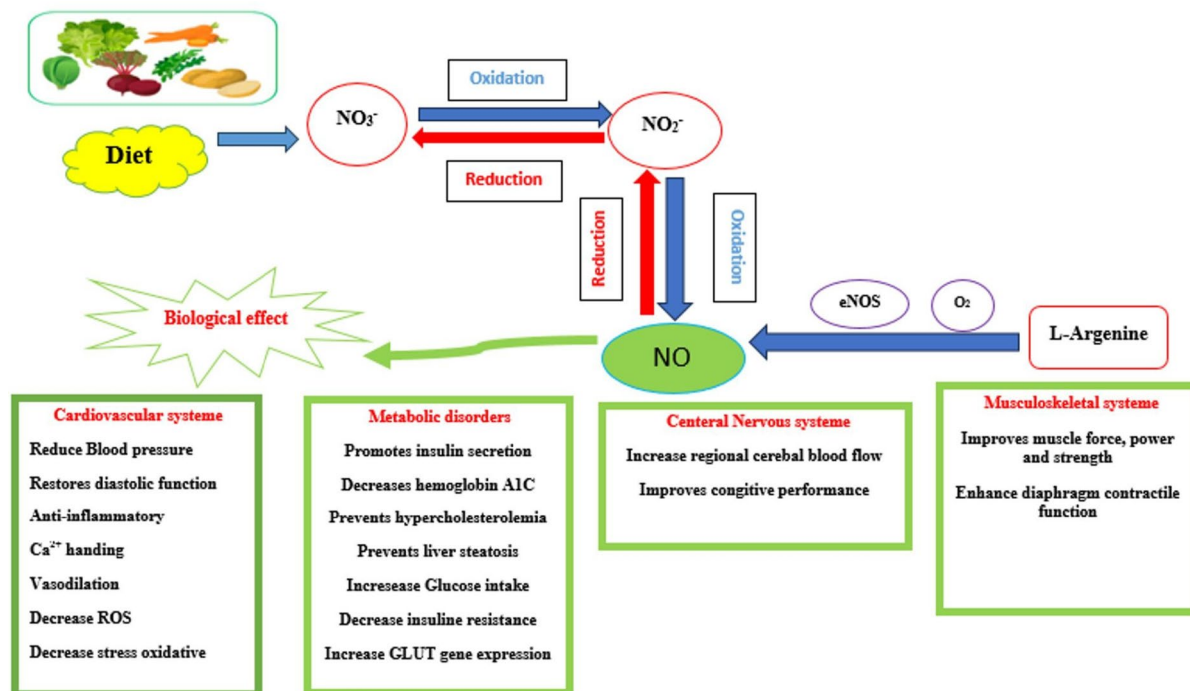 Oxidation
NO₃⁻
NO₂⁻
Diet
Reduction
Reduction
Oxidation
eNOS
O₂
Biological effect
NO
L-Argenine
Cardiovascular systeme
Reduce Blood pressure
Restores diastolic function
Anti-inflammatory
Ca²⁺ handing
Vasodilation
Decrease ROS
Decrease stress oxidative
Metabolic disorders
Promotes insulin secretion
Decreases hemoglobin A1C
Prevents hypercholesterolemia
Prevents liver steatosis
Incresease Glucose intake
Decrease insuline resistance
Increase GLUT gene expression
Centeral Nervous systeme
Increase regional cerebral blood flow
Improves congitive performance
Musculoskeletal systeme
Improves muscle force, power
and strength
Enhance diaphragm contractile
function